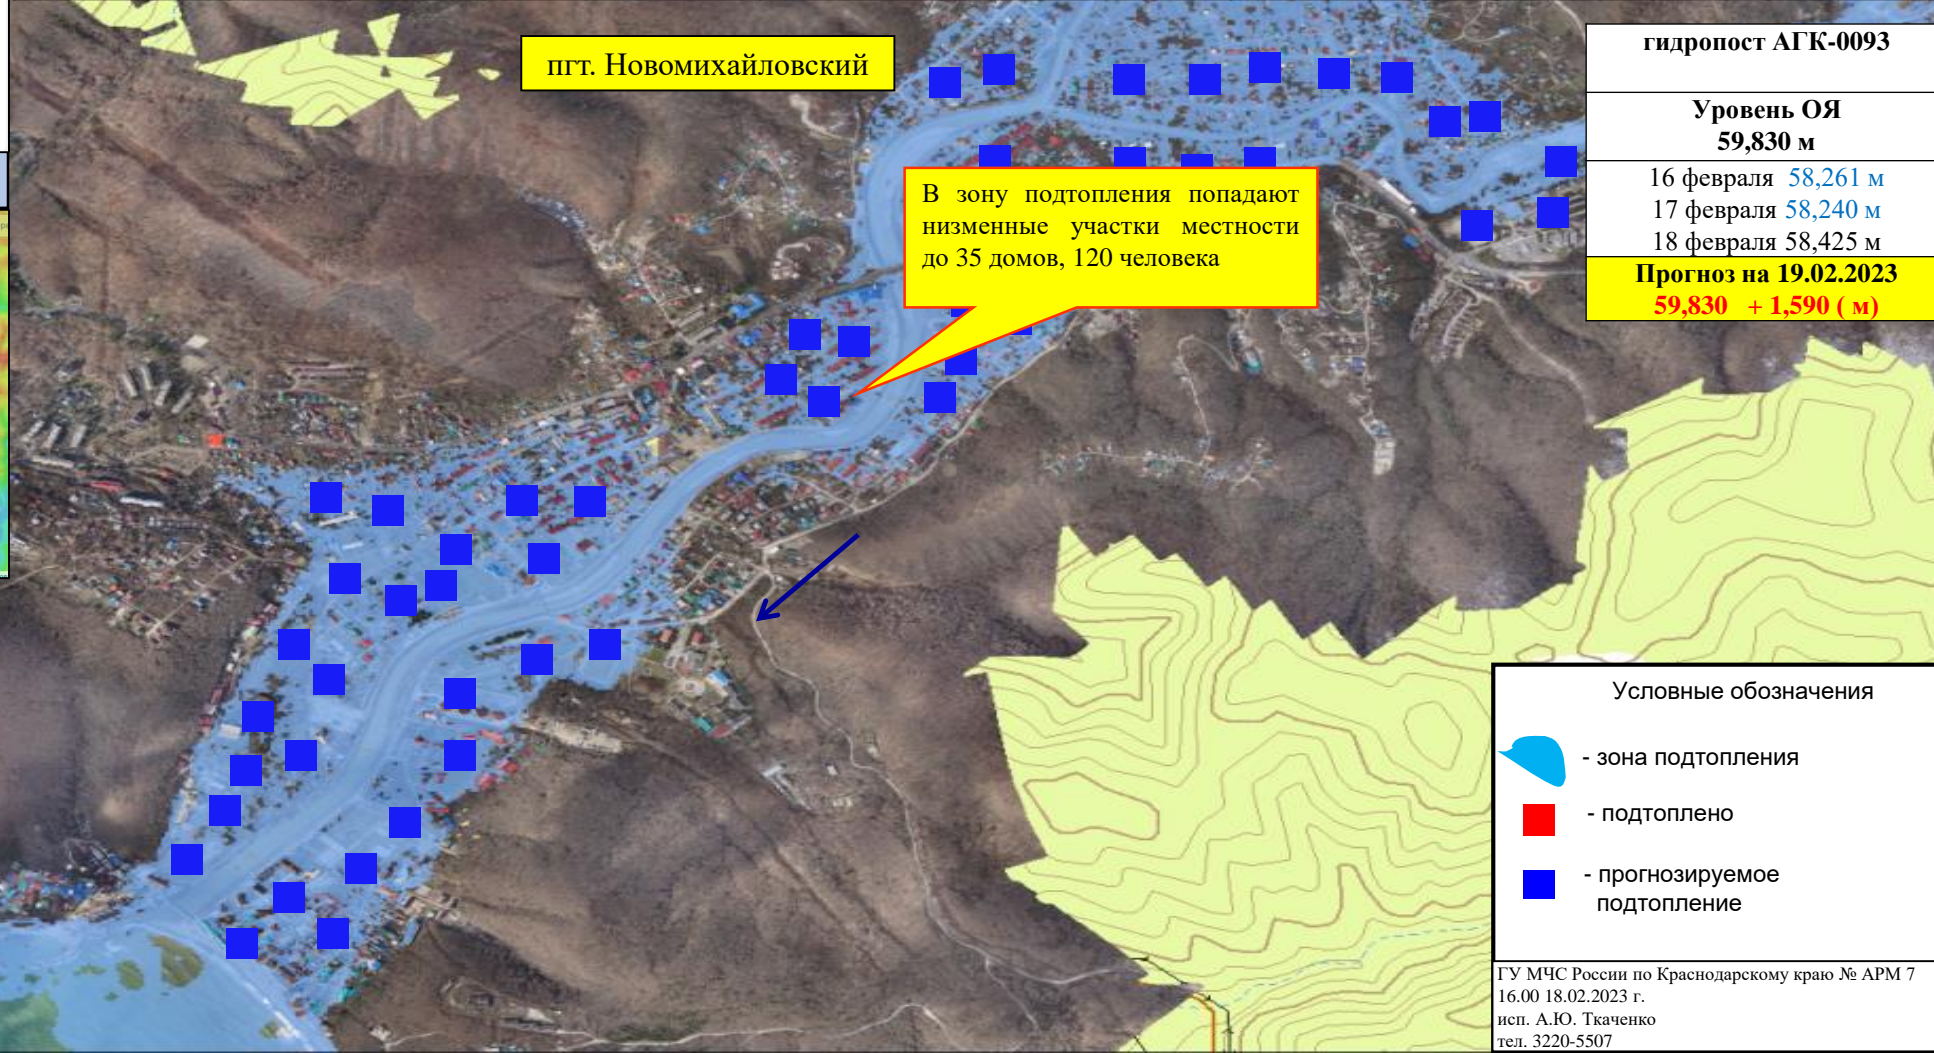 пгт. Новомихайловский
гидропост АГК-0093
Уровень ОЯ
59,830 м
16 февраля 58,261 м
17 февраля 58,240 м
18 февраля 58,425 м
Прогноз на 19.02.2023
59,830 + 1,590 ( м)
В зону подтопления попадают
низменные участки местности
до 35 домов, 120 человека
Условные обозначения
- зона подтопления
- подтоплено
- прогнозируемое
подтопление
ГУ МЧС России по Краснодарскому краю № АРМ 7
16.00 18.02.2023 г.
исп. А.Ю. Ткаченко
тел. 3220-5507